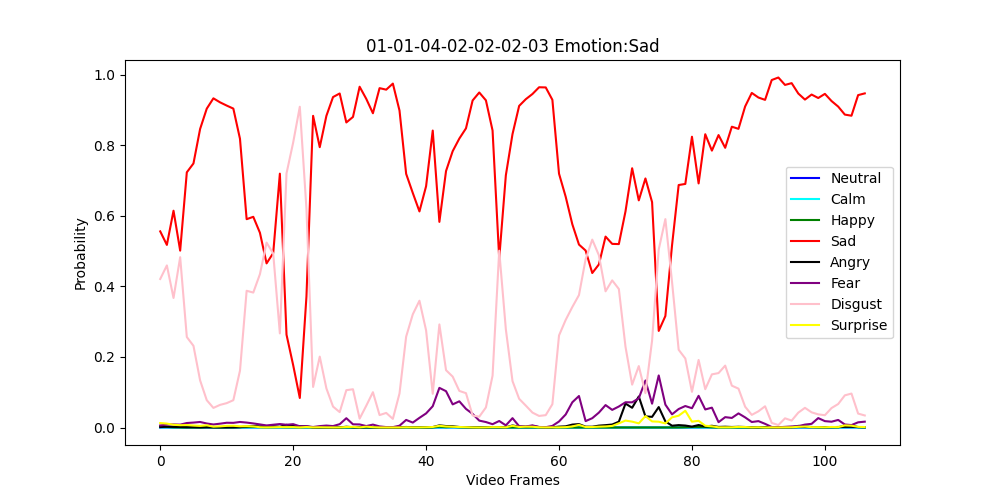 01-01-04-02-02-02-03 Emotion:Sad
1.0
0.8
0.6
0.4
0.2
0.0
Probability
Neutral
Calm
Happy
Sad
Angry
Fear
Disgust
Surprise
0 20 40 60 80 100
Video Frames